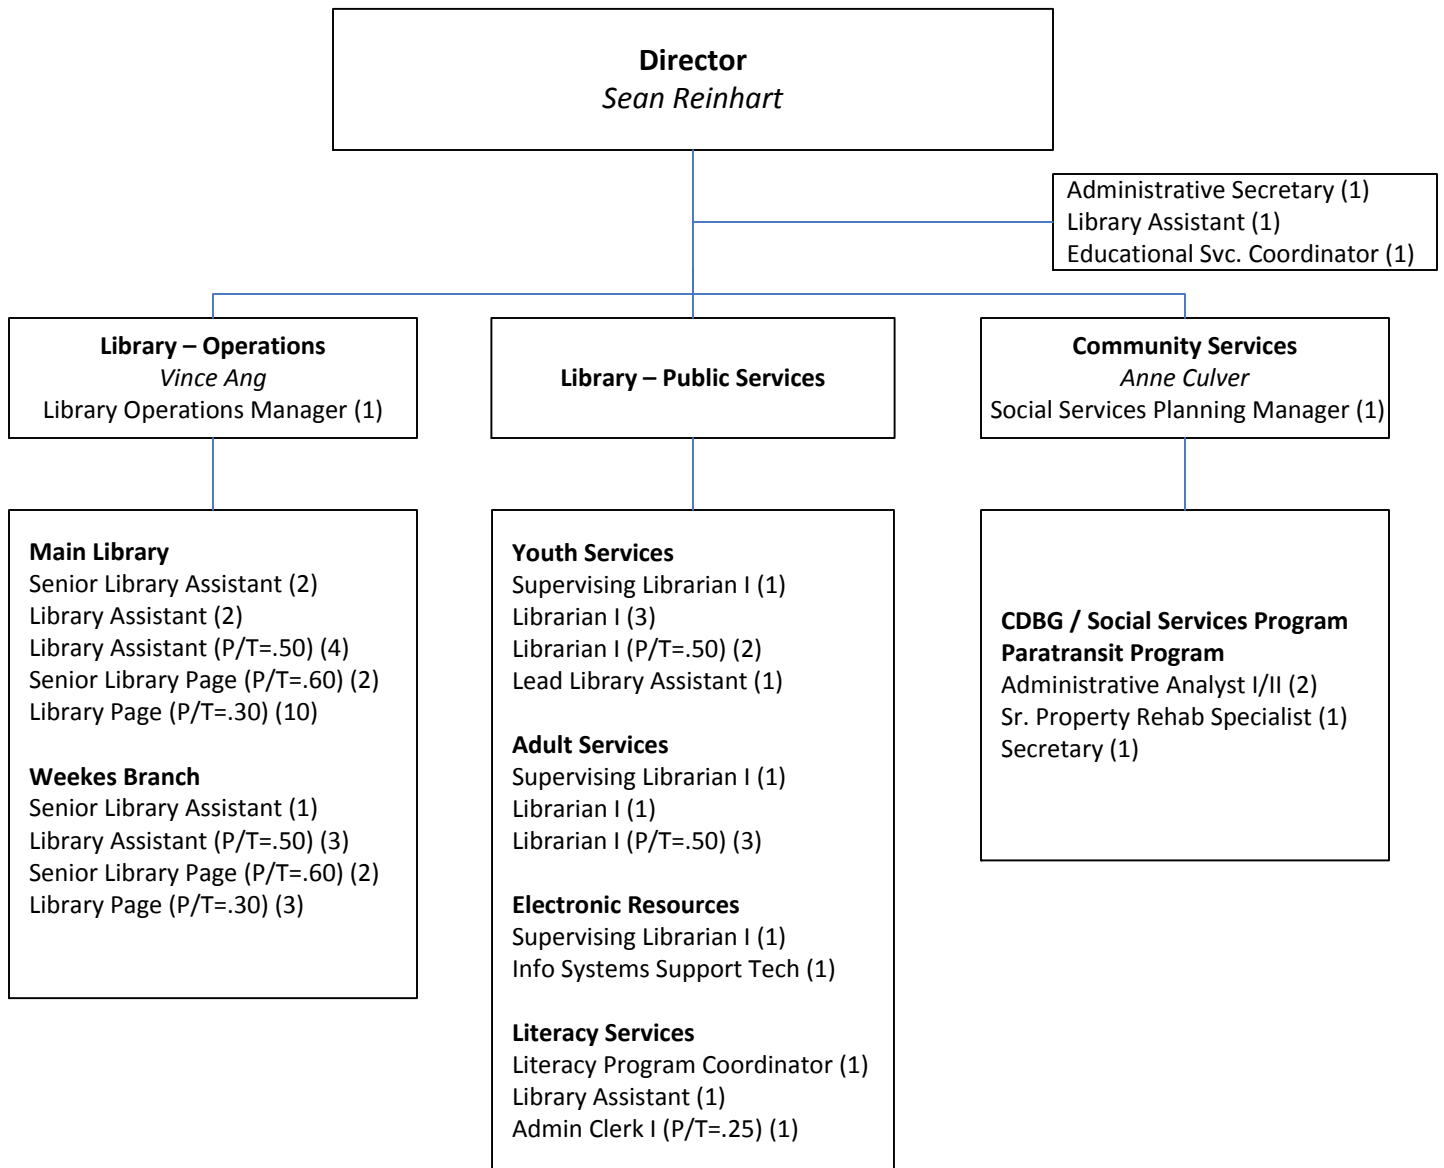 Director
Sean Reinhart
Administrative Secretary (1)
Library Assistant (1)
Educational Svc. Coordinator (1)
Library – Operations
Vince Ang
Library Operations Manager (1)
Library – Public Services
Community Services
Anne Culver
Social Services Planning Manager (1)
Main Library
Senior Library Assistant (2)
Library Assistant (2)
Library Assistant (P/T=.50) (4)
Senior Library Page (P/T=.60) (2)
Library Page (P/T=.30) (10)
Weekes Branch
Senior Library Assistant (1)
Library Assistant (P/T=.50) (3)
Senior Library Page (P/T=.60) (2)
Library Page (P/T=.30) (3)
Youth Services
Supervising Librarian I (1)
Librarian I (3)
Librarian I (P/T=.50) (2)
Lead Library Assistant (1)
Adult Services
Supervising Librarian I (1)
Librarian I (1)
Librarian I (P/T=.50) (3)
Electronic Resources
Supervising Librarian I (1)
Info Systems Support Tech (1)
Literacy Services
Literacy Program Coordinator (1)
Library Assistant (1)
Admin Clerk I (P/T=.25) (1)
CDBG / Social Services Program
Paratransit Program
Administrative Analyst I/II (2)
Sr. Property Rehab Specialist (1)
Secretary (1)